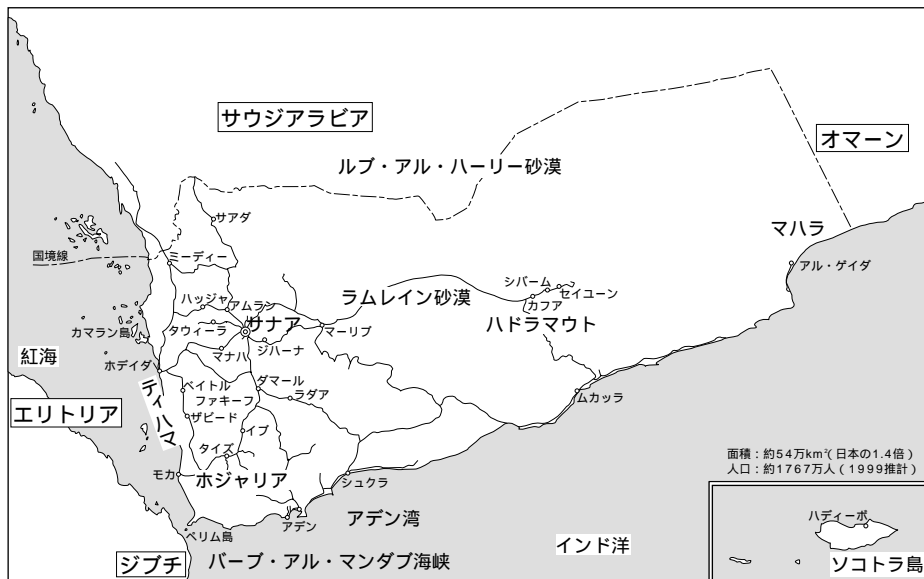 サウジアラビア
オマーン
ルブ・アル・ハーリー砂漠
サアダ
マハラ
国境線
ミーディー
アル・ゲイダ
シバーム
セイユーン
カフア
ラムレイン砂漠
ハドラマウト
ハッジャ
アムラン
サナア
マーリブ
カマラン島
タウィーラ
ジハーナ
マナハ
紅海
ホデイダ
ティハマ
ベイトル
ファキーフ
ダマール
ラダア
ムカッラ
エリトリア
ザビード
イブ
タイズ
モカ
ホジャリア
シュクラ
面積:約54万km²(日本の1.4倍)
人口:約1767万人(1999推計)
アデン
アデン湾
ペリム島
ハディーボ
インド洋
ジブチ
バーブ・アル・マンダブ海峡
ソコトラ島